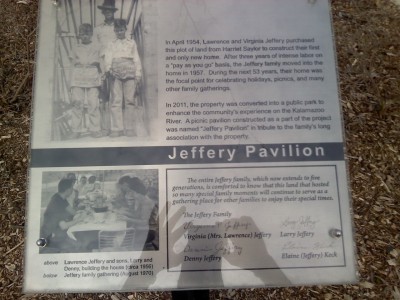 In April 1954, Lawrence and Virginia Jeffery purchased
this plot of land from Harriet Saylor to construct their first
and only new home. After three years of intense labor on
a "pay as you go" basis, the Jeffery family moved into the
home in 1957. During the next 53 years, their home was
the focal point for celebrating holidays, picnics, and many
other family gatherings.
In 2011, the property was converted into a public park to
enhance the community's experience on the Kalamazoo
River. A picnic pavilion constructed as a part of the project
was named "Jeffery Pavilion" in tribute to the family's long
association with the property.
Jeffery Pavilion
The entire Jeffery family, which now extends to five
generations, is comforted to know that this land that hosted
so many special family moments will continue to serve as a
gathering place for other families to enjoy their special times.
The Jeffery Family
Virginia (Mrs. Lawrence) Jeffery
Larry Jeffery
Denny Jeffery
Elaine (Jeffery) Rack
above Lawrence Jeffery and sons, Larry and
Denny, building the house (circa 1956)
below Jeffery family gathering (August 1976)